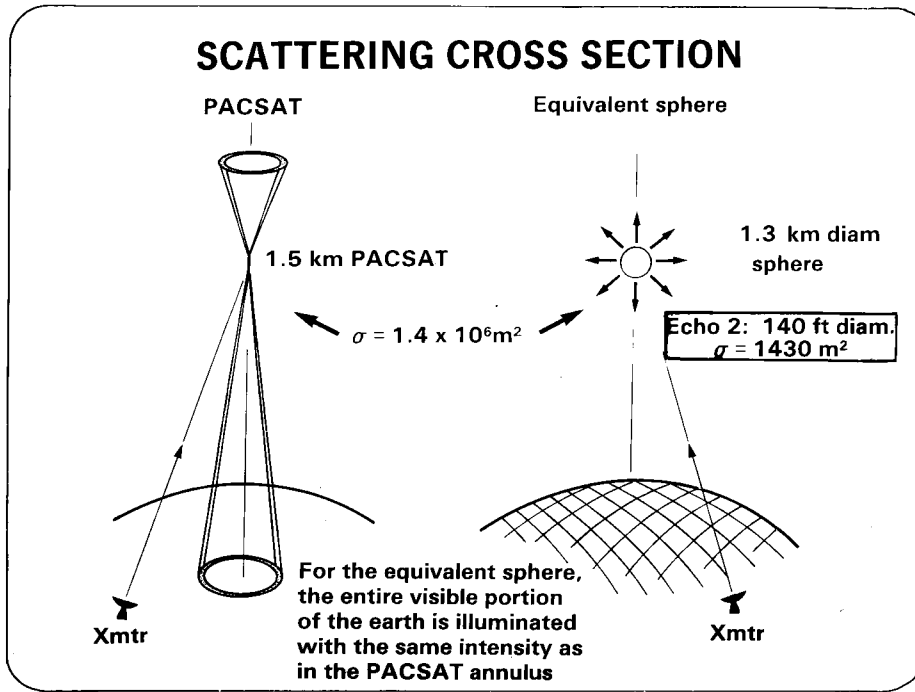 SCATTERING CROSS SECTION
PACSAT
Equivalent sphere
1.5 km PACSAT
1.3 km diam
sphere
σ = 1.4 x 10⁶m²
Echo 2: 140 ft diam.
σ = 1430 m²
For the equivalent sphere,
the entire visible portion
of the earth is illuminated
with the same intensity as
in the PACSAT annulus
Xmtr
Xmtr